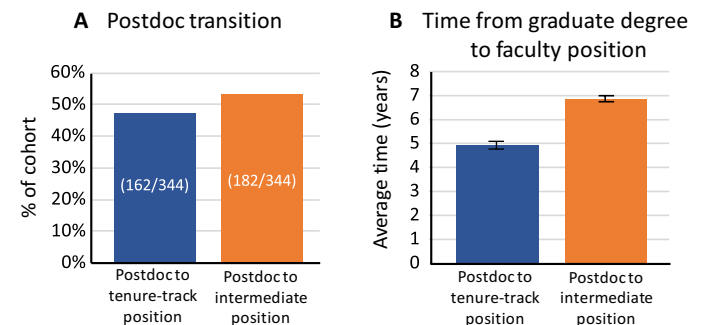 A Postdoc transition
% of cohort
60%
50%
40%
30%
20%
10%
0%
(162/344)
(182/344)
Postdoc to
tenure-track
position
Postdoc to
intermediate
position
B Time from graduate degree
to faculty position
Average time (years)
8
7
6
5
4
3
2
1
0
Postdoc to
tenure-track
position
Postdoc to
intermediate
position